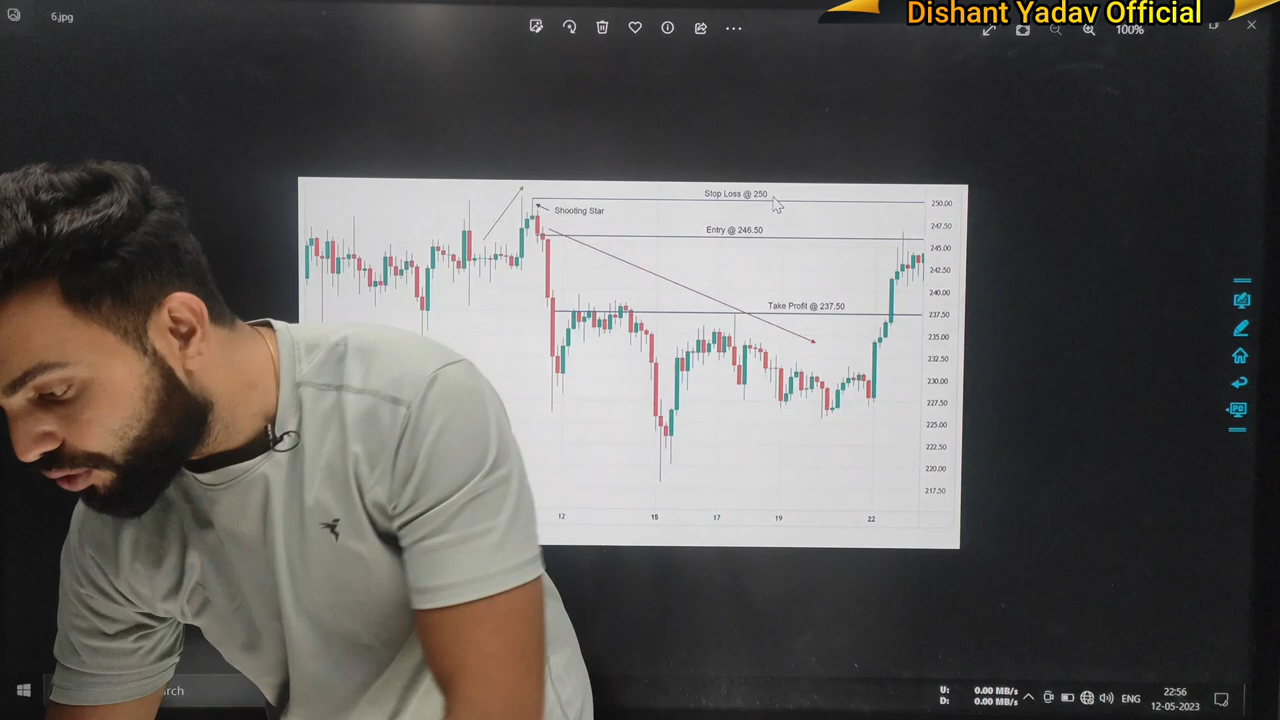 6.jpg
Dishant Yadav Official
100%
Stop Loss @ 250
Shooting Star
Entry @ 246.50
Take Profit @ 237.50
250.00
247.50
245.00
242.50
240.00
237.50
235.00
232.50
230.00
227.50
225.00
222.50
220.00
217.50
12
15
17
19
22
PC
rch
U: 0.00 MB/s
D: 0.00 MB/s
ENG
22:56
12-05-2023